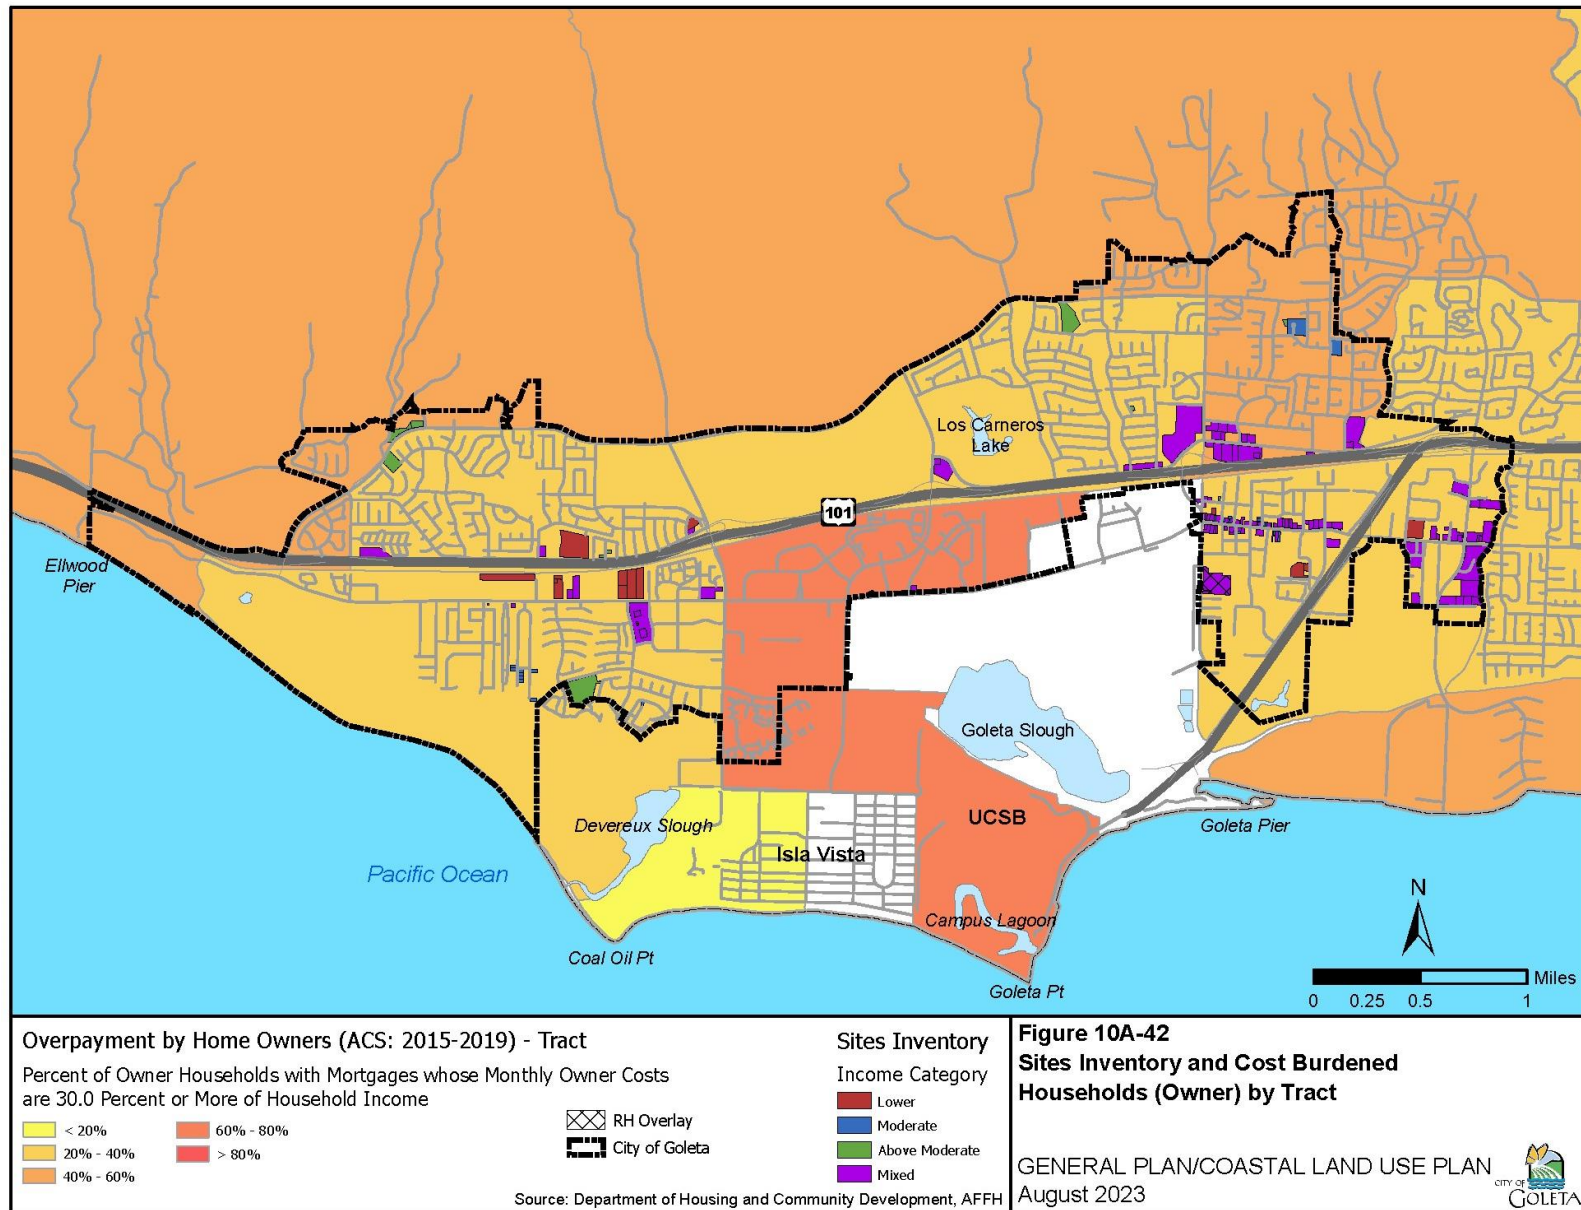 Los Carneros
Lake
101
Ellwood
Pier
Goleta Slough
UCSB
Devereux Slough
Goleta Pier
Isla Vista
Pacific Ocean
Campus Lagoon
Coal Oil Pt
Goleta Pt
N
Miles
0 0.25 0.5 1
Overpayment by Home Owners (ACS: 2015-2019) - Tract
Percent of Owner Households with Mortgages whose Monthly Owner Costs
are 30.0 Percent or More of Household Income
< 20%
20% - 40%
40% - 60%
60% - 80%
> 80%
RH Overlay
City of Goleta
Sites Inventory
Income Category
Lower
Moderate
Above Moderate
Mixed
Source: Department of Housing and Community Development, AFFH
Figure 10A-42
Sites Inventory and Cost Burdened
Households (Owner) by Tract
GENERAL PLAN/COASTAL LAND USE PLAN
August 2023
CITY OF
GOLETA